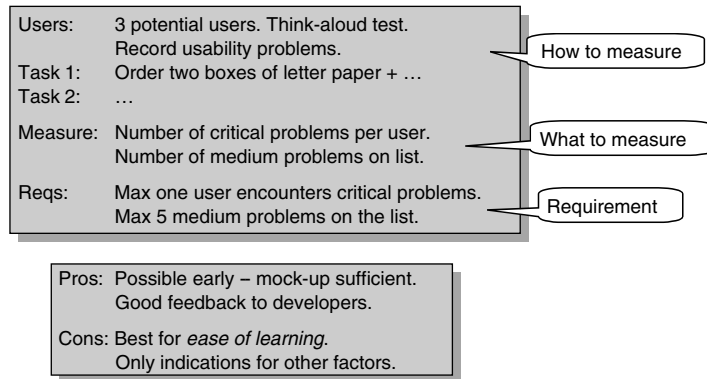 Users: 3 potential users. Think-aloud test.
Record usability problems.
Task 1: Order two boxes of letter paper + …
Task 2: …
How to measure
Measure: Number of critical problems per user.
Number of medium problems on list.
What to measure
Reqs: Max one user encounters critical problems.
Max 5 medium problems on the list.
Requirement
Pros: Possible early – mock-up sufficient.
Good feedback to developers.
Cons: Best for ease of learning.
Only indications for other factors.